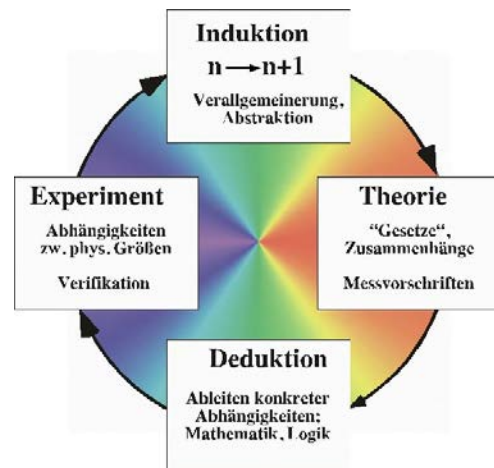 Induktion
n→n+1
Verallgemeinerung,
Abstraktion
Experiment
Abhängigkeiten
zw. phys. Größen
Verifikation
Theorie
“Gesetze“,
Zusammenhänge
Messvorschriften
Deduktion
Ableiten konkreter
Abhängigkeiten;
Mathematik, Logik